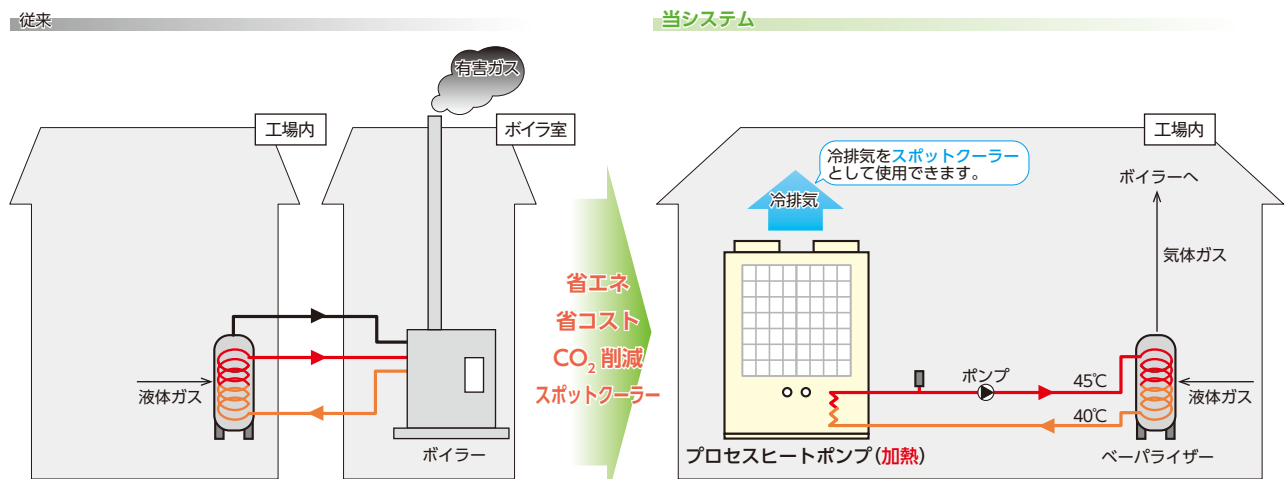 従来
有害ガス
工場内
ボイラ室
液体ガス
ボイラー
省エネ
省コスト
CO₂ 削減
スポットクーラー
当システム
工場内
冷排気をスポットクーラー
として使用できます。
冷排気
ボイラーへ
気体ガス
ポンプ
45℃
40℃
液体ガス
プロセスヒートポンプ(加熱)
ベーパライザー